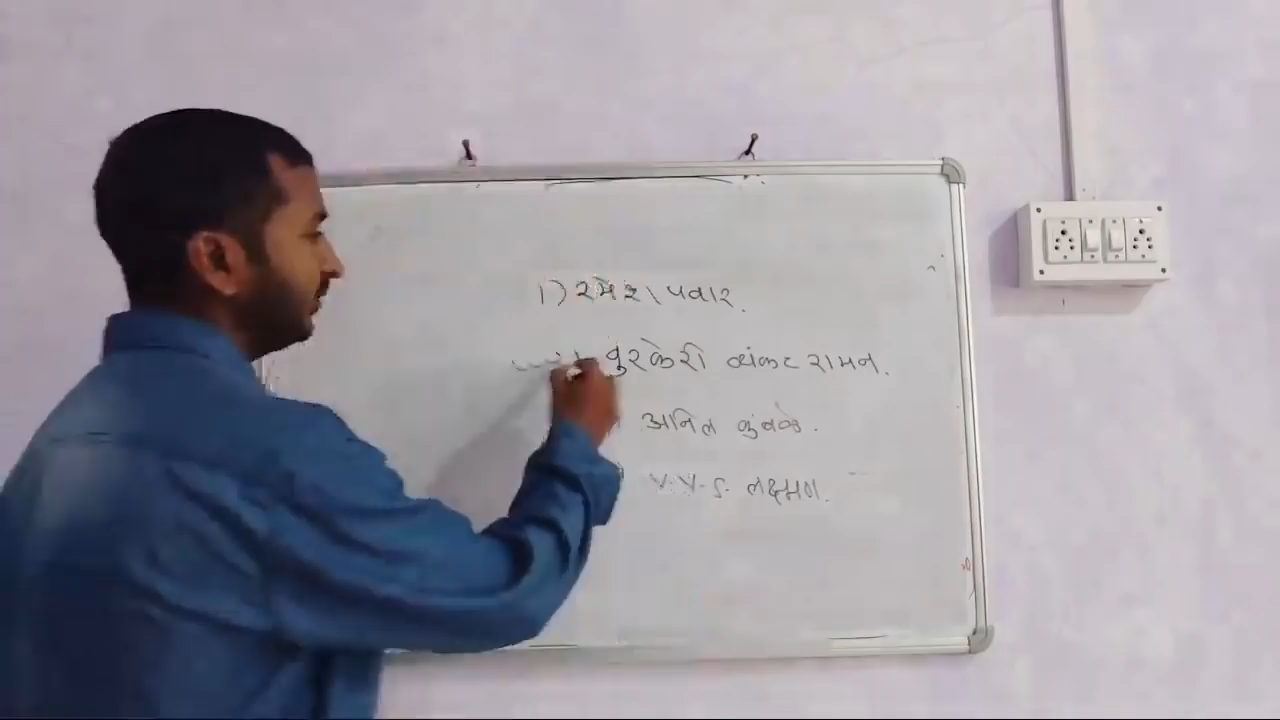 1) રમેશ પવાર.
વુરકેરી વ્યંકટ રામન.
અનિલ કુંબલે.
V.V.S. લક્ષ્મણ.